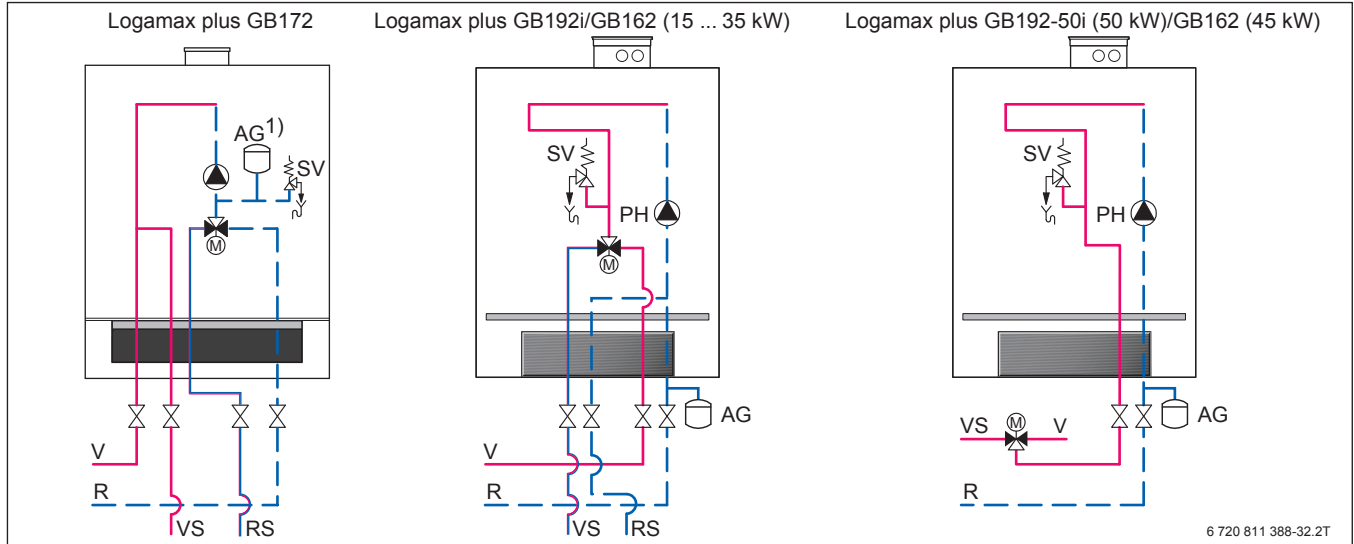 Logamax plus GB172
AG1)
SV
M
V
R
VS
RS
Logamax plus GB192i/GB162 (15 ... 35 kW)
SV
PH
M
AG
V
R
VS
RS
Logamax plus GB192-50i (50 kW)/GB162 (45 kW)
SV
PH
AG
VS
M
V
R
6 720 811 388-32.2T